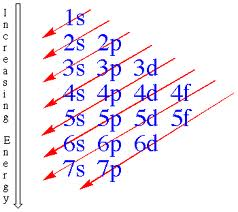 Increasing Energy
1s
2s 2p
3s 3p 3d
4s 4p 4d 4f
5s 5p 5d 5f
6s 6p 6d
7s 7p